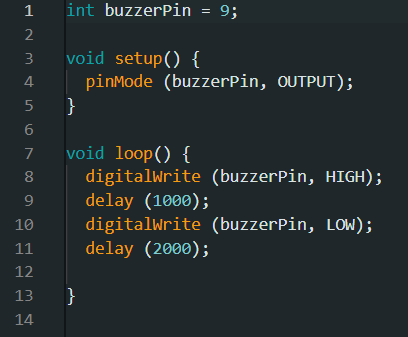 1 int buzzerPin = 9;
2
3 void setup() {
4   pinMode (buzzerPin, OUTPUT);
5 }
6
7 void loop() {
8   digitalWrite (buzzerPin, HIGH);
9   delay (1000);
10   digitalWrite (buzzerPin, LOW);
11   delay (2000);
12
13 }
14